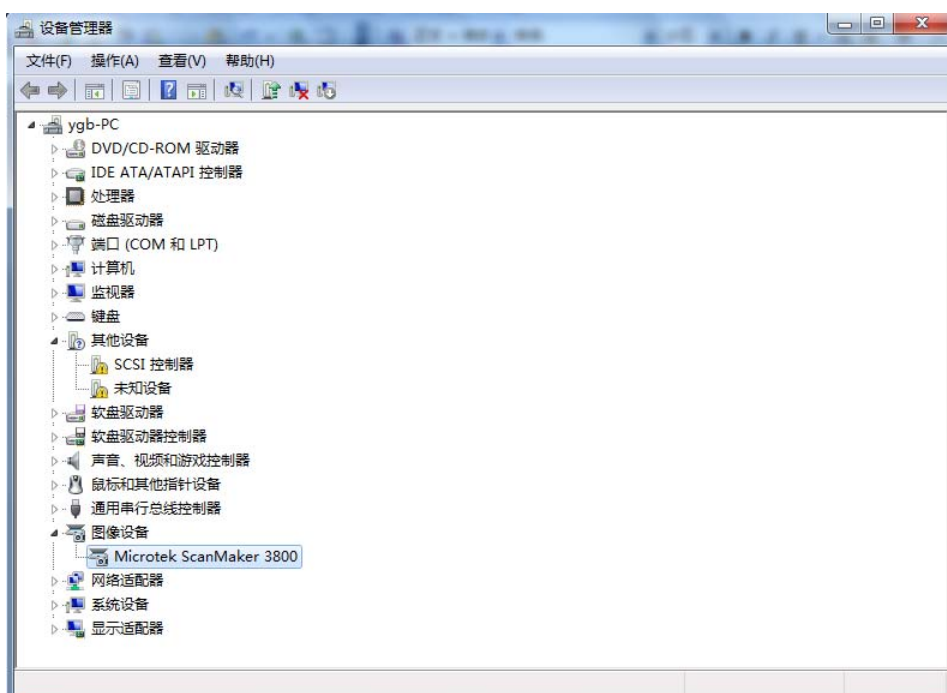 设备管理器
文件(F) 操作(A) 查看(V) 帮助(H)
ygb-PC
DVD/CD-ROM 驱动器
IDE ATA/ATAPI 控制器
处理器
磁盘驱动器
端口 (COM 和 LPT)
计算机
监视器
键盘
其他设备
SCSI 控制器
未知设备
软盘驱动器
软盘驱动器控制器
声音、视频和游戏控制器
鼠标和其他指针设备
通用串行总线控制器
图像设备
Microtek ScanMaker 3800
网络适配器
系统设备
显示适配器